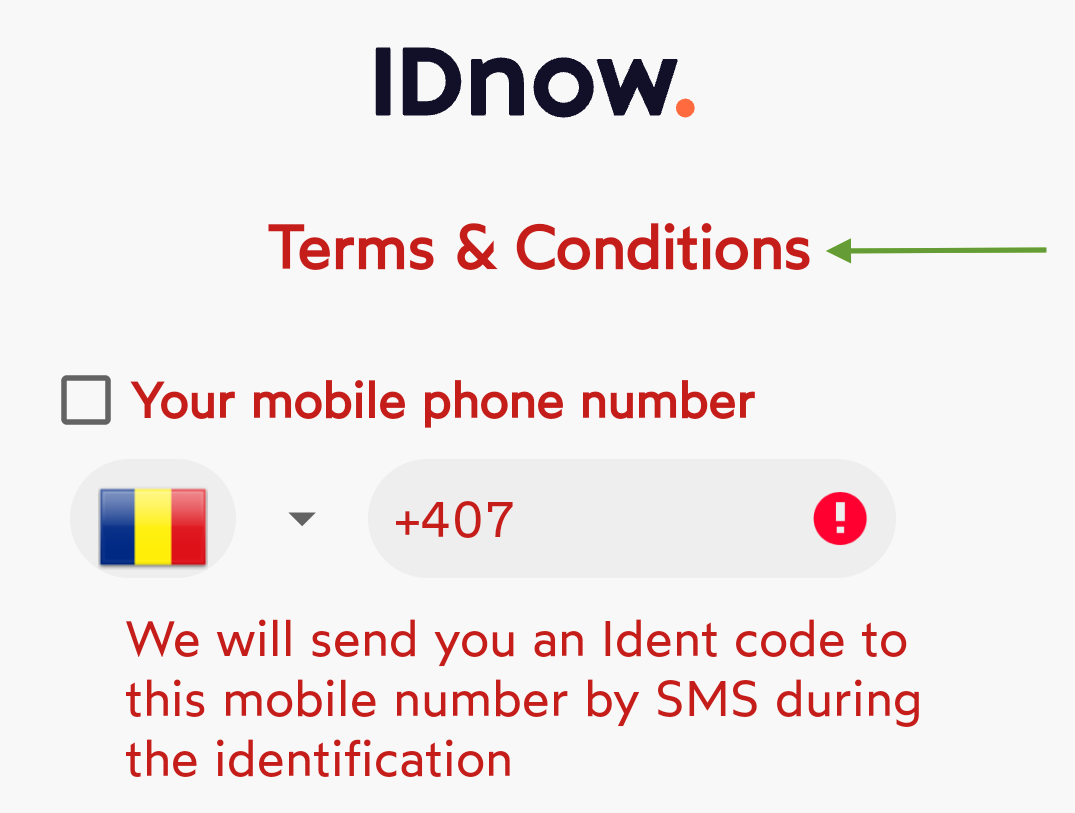 IDnow.
Terms & Conditions
Your mobile phone number
+407
We will send you an Ident code to
this mobile number by SMS during
the identification